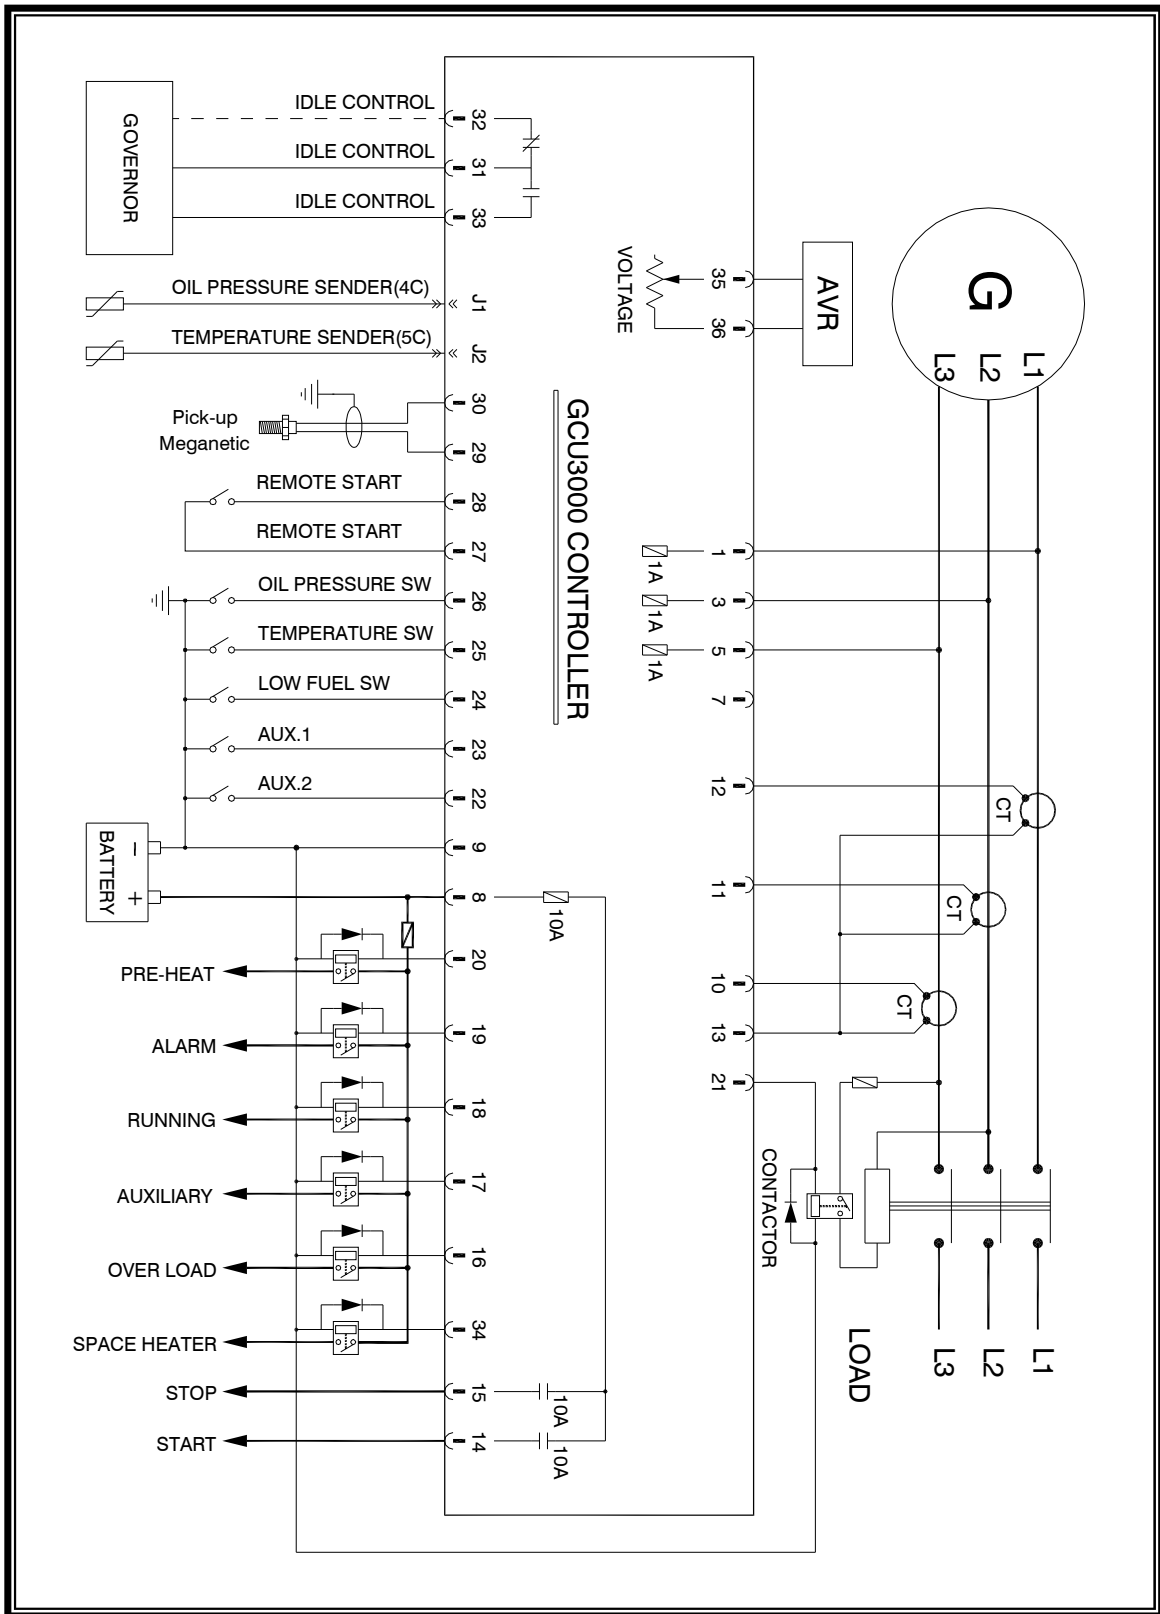 GOVERNOR
IDLE CONTROL
32
IDLE CONTROL
31
IDLE CONTROL
33
OIL PRESSURE SENDER(4C)
J1
TEMPERATURE SENDER(5C)
J2
Pick-up
Meganetic
30
29
REMOTE START
28
REMOTE START
27
OIL PRESSURE SW
26
TEMPERATURE SW
25
LOW FUEL SW
24
AUX.1
23
AUX.2
22
BATTERY
−
+
9
8
10A
PRE-HEAT
20
ALARM
19
RUNNING
18
AUXILIARY
17
OVER LOAD
16
SPACE HEATER
34
STOP
15
10A
START
14
10A
GCU3000 CONTROLLER
VOLTAGE
35
36
AVR
G
L3
L2
L1
1
1A
3
1A
5
1A
7
12
CT
11
CT
10
CT
13
21
CONTACTOR
LOAD
L3
L2
L1